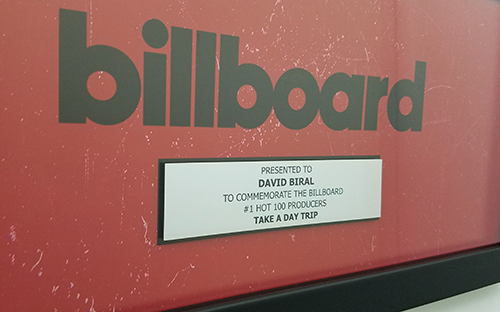 billboard
PRESENTED TO
DAVID BIRAL
TO COMMEMORATE THE BILLBOARD
#1 HOT 100 PRODUCERS
TAKE A DAY TRIP